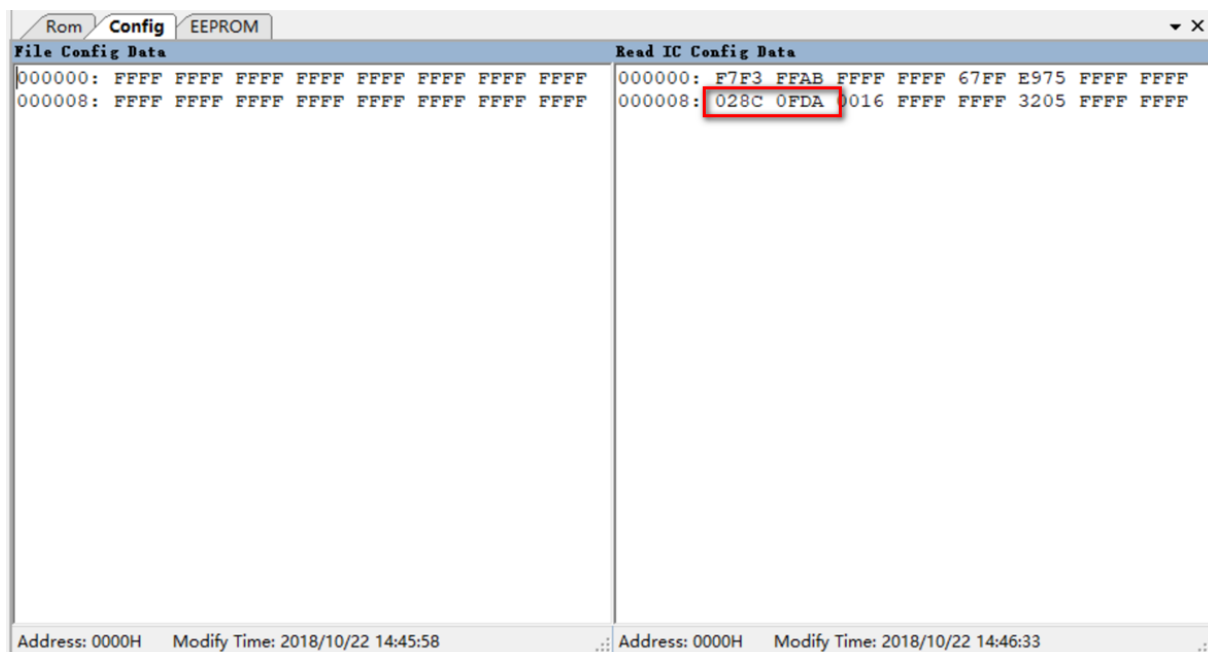 Rom Config EEPROM
File Config Data
000000: FFFF FFFF FFFF FFFF FFFF FFFF FFFF FFFF
000008: FFFF FFFF FFFF FFFF FFFF FFFF FFFF FFFF
Read IC Config Data
000000: F7F3 FFAB FFFF FFFF 67FF E975 FFFF FFFF
000008: 028C 0FDA 0016 FFFF FFFF 3205 FFFF FFFF
Address: 0000H Modify Time: 2018/10/22 14:45:58
Address: 0000H Modify Time: 2018/10/22 14:46:33